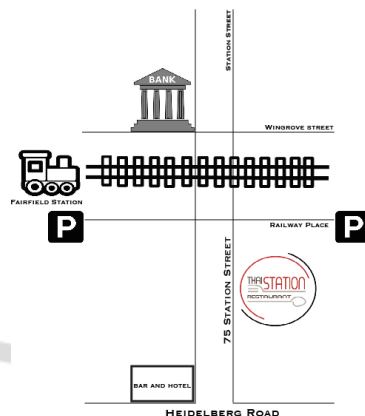 STATION STREET
BANK
WINGROVE STREET
FAIRFIELD STATION
P
RAILWAY PLACE
P
75 STATION STREET
THAI STATION
RESTAURANT
BAR AND HOTEL
HEIDELBERG ROAD